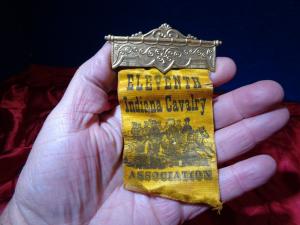 ELEVENTH
Indiana Cavalry
ASSOCIATION